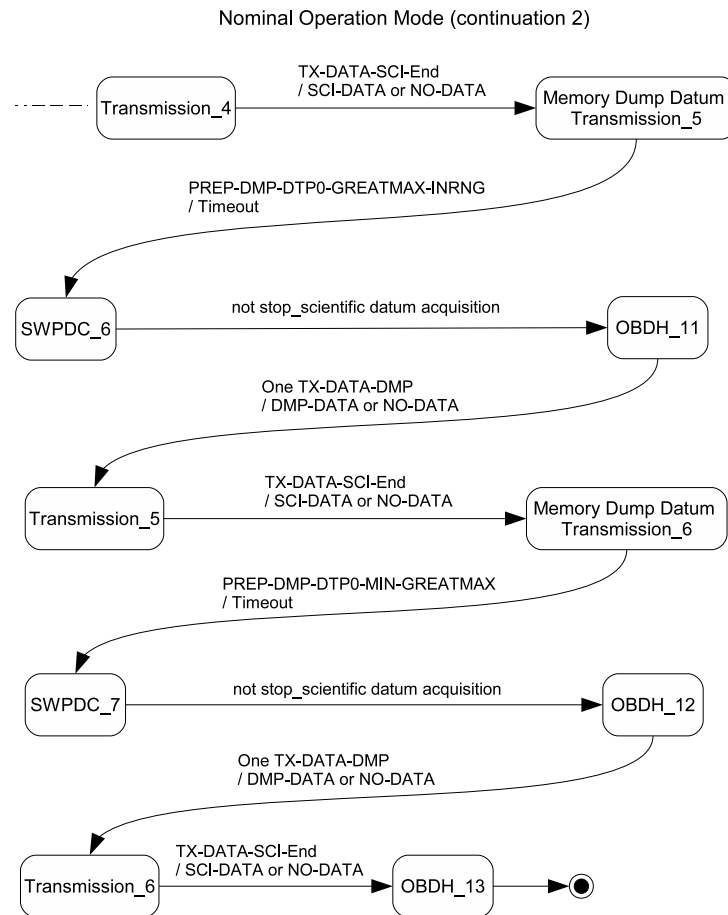 Nominal Operation Mode (continuation 2)
TX-DATA-SCI-End
/ SCI-DATA or NO-DATA
Transmission_4
Memory Dump Datum
Transmission_5
PREP-DMP-DTP0-GREATMAX-INRNG
/ Timeout
SWPDC_6
not stop_scientific datum acquisition
OBDH_11
One TX-DATA-DMP
/ DMP-DATA or NO-DATA
Transmission_5
TX-DATA-SCI-End
/ SCI-DATA or NO-DATA
Memory Dump Datum
Transmission_6
PREP-DMP-DTP0-MIN-GREATMAX
/ Timeout
SWPDC_7
not stop_scientific datum acquisition
OBDH_12
One TX-DATA-DMP
/ DMP-DATA or NO-DATA
Transmission_6
TX-DATA-SCI-End
/ SCI-DATA or NO-DATA
OBDH_13